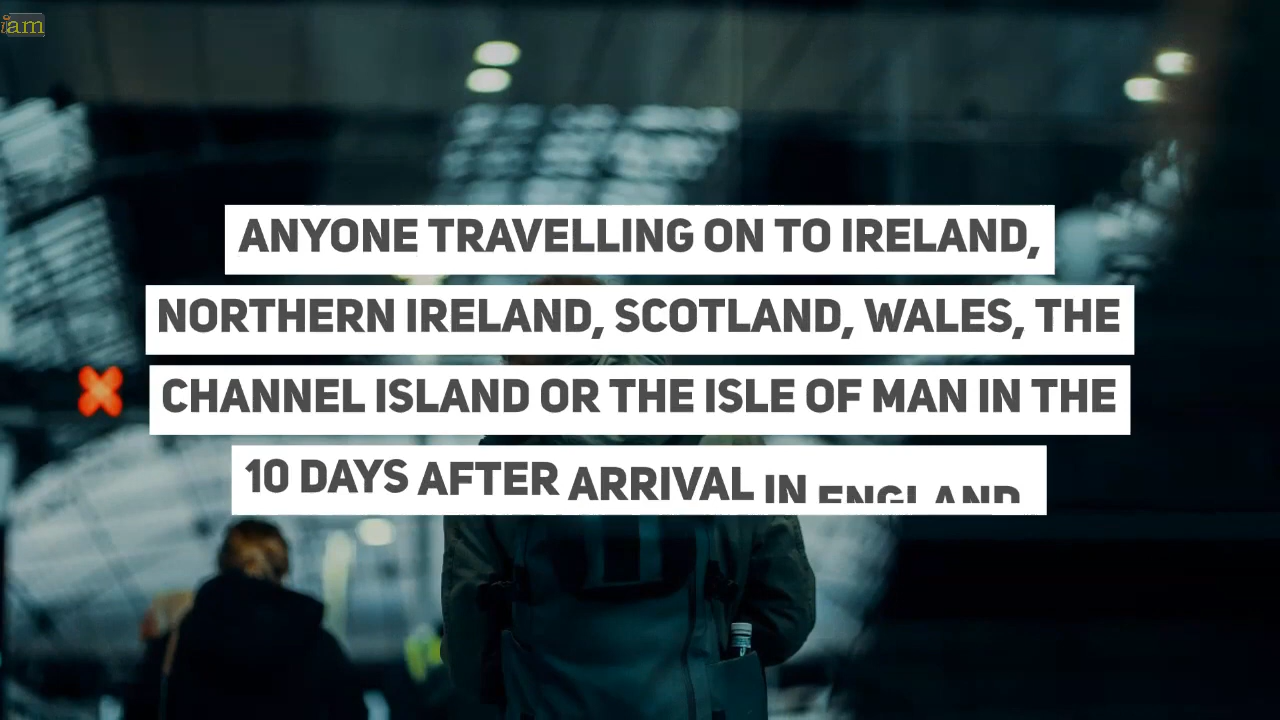 iam
ANYONE TRAVELLING ON TO IRELAND,
NORTHERN IRELAND, SCOTLAND, WALES, THE
CHANNEL ISLAND OR THE ISLE OF MAN IN THE
10 DAYS AFTER ARRIVAL IN ENGLAND